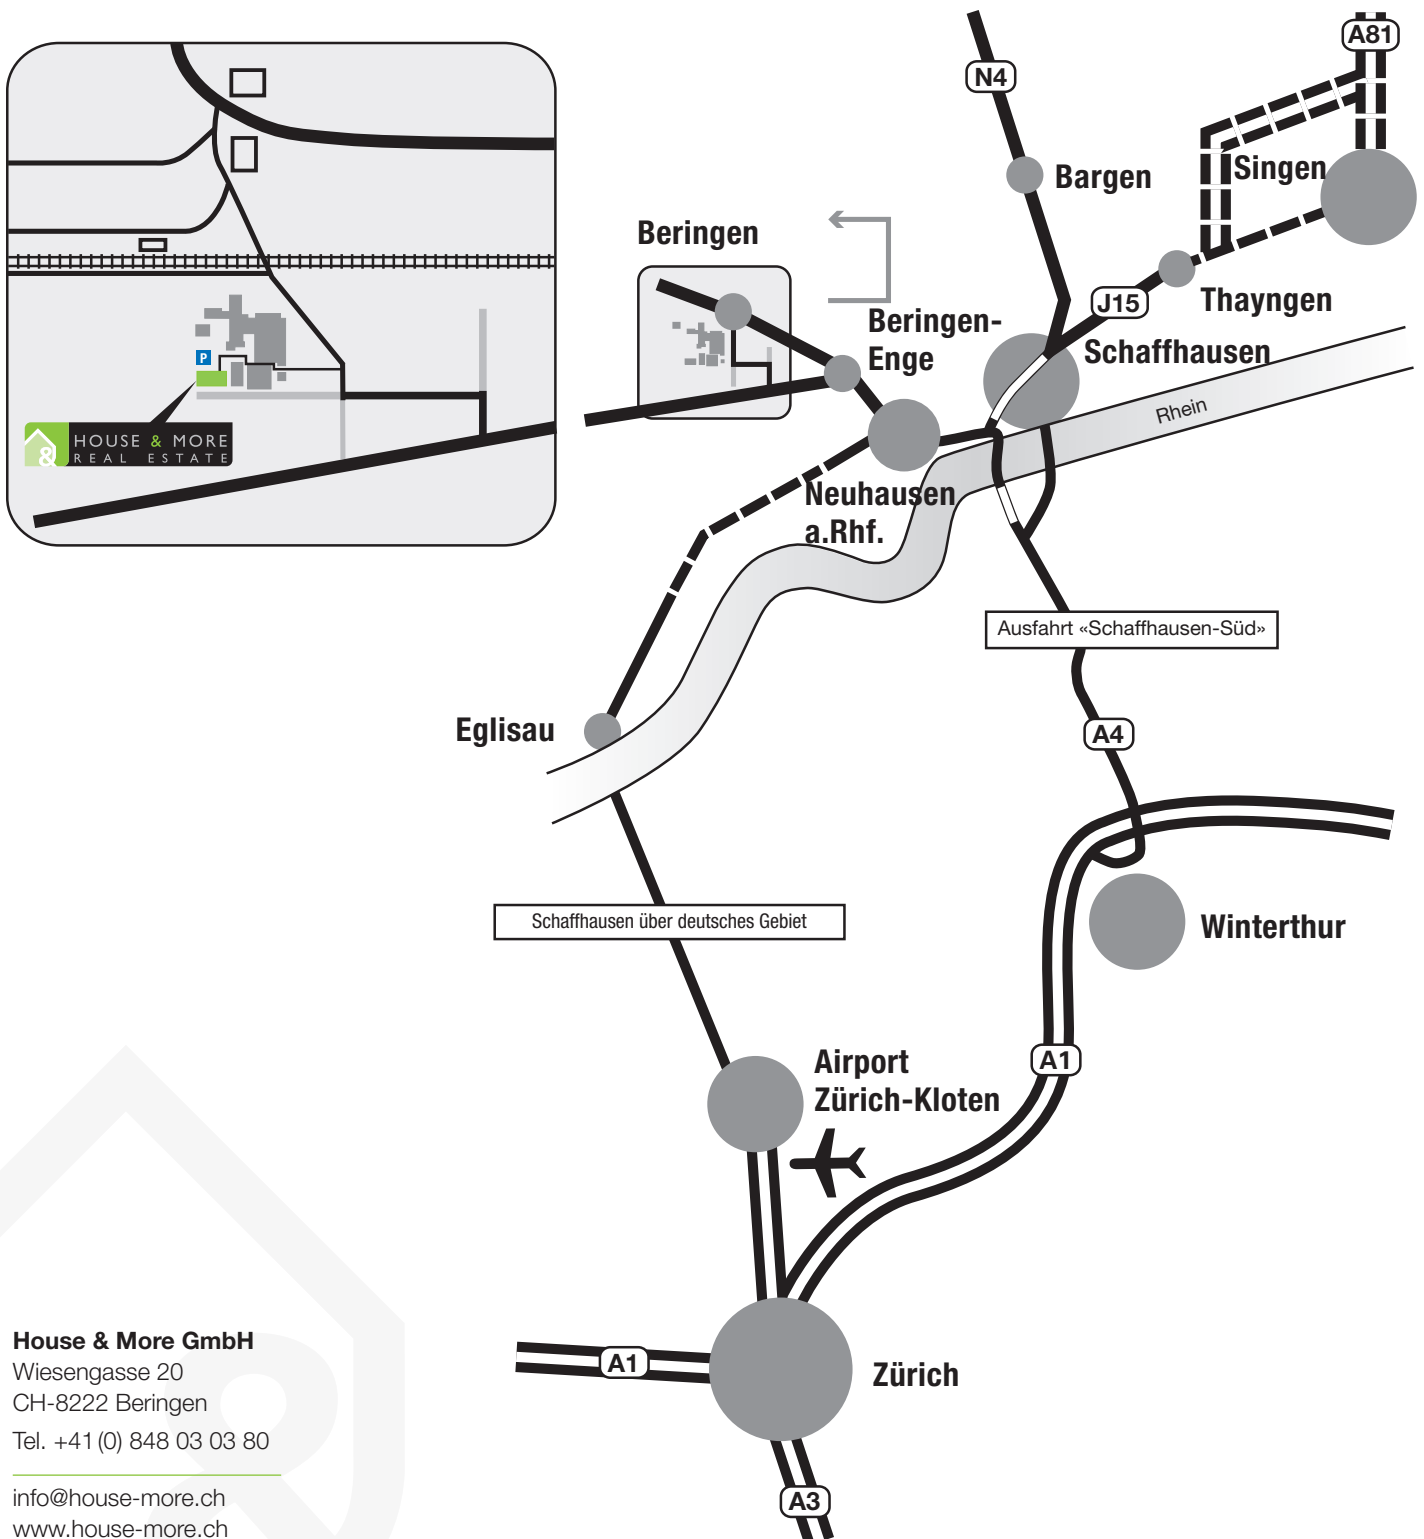 A81
N4
Singen
Bargen
Beringen
J15
Thayngen
Beringen-
Enge
Schaffhausen
P
Rhein
HOUSE & MORE
REAL ESTATE
&
Neuhausen
a.Rhf.
Ausfahrt «Schaffhausen-Süd»
Eglisau
A4
Schaffhausen über deutsches Gebiet
Winterthur
Airport
Zürich-Kloten
A1
House & More GmbH
Wiesengasse 20
CH-8222 Beringen
Tel. +41 (0) 848 03 03 80
info@house-more.ch
www.house-more.ch
A1
Zürich
A3